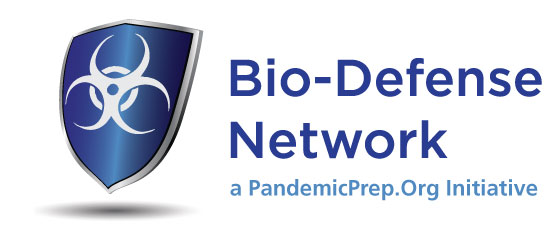 Bio-Defense
Network
a PandemicPrep.Org Initiative